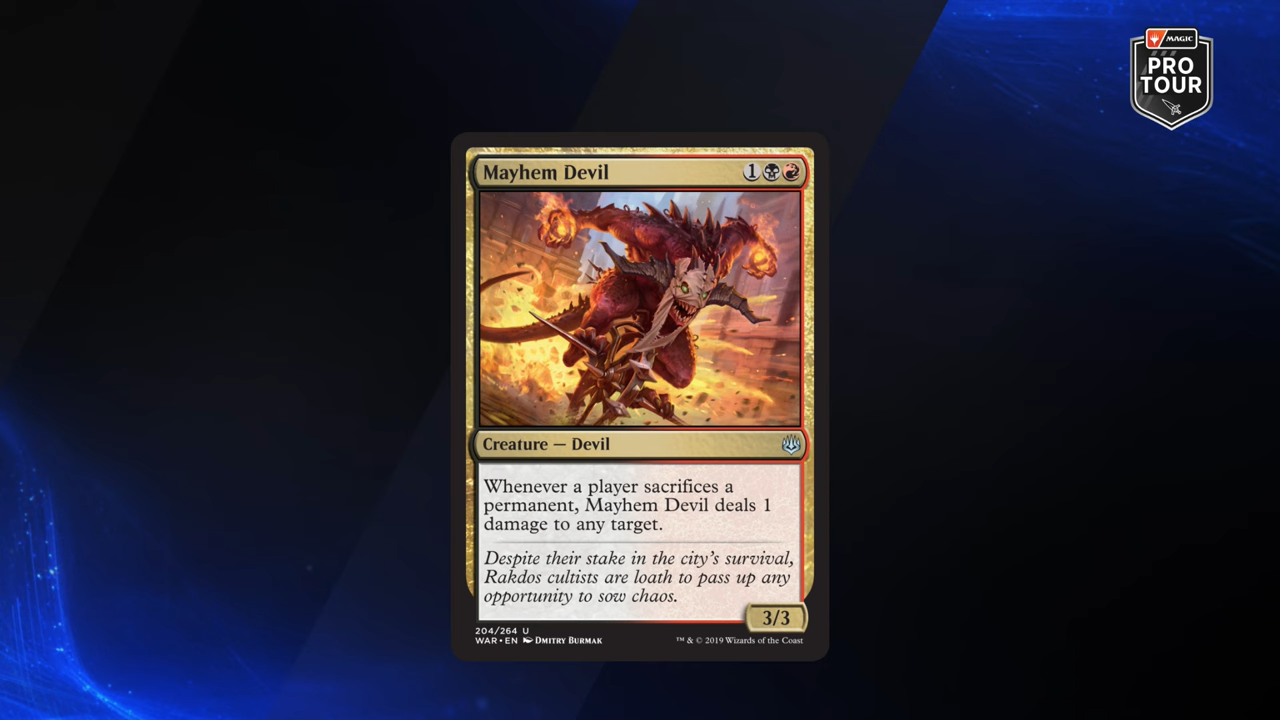 MAGIC
PRO
TOUR
Mayhem Devil
1
Creature — Devil
Whenever a player sacrifices a
permanent, Mayhem Devil deals 1
damage to any target.
Despite their stake in the city's survival,
Rakdos cultists are loath to pass up any
opportunity to sow chaos.
3/3
204/264 U
WAR • EN Dmitry Burmak
™ & © 2019 Wizards of the Coast